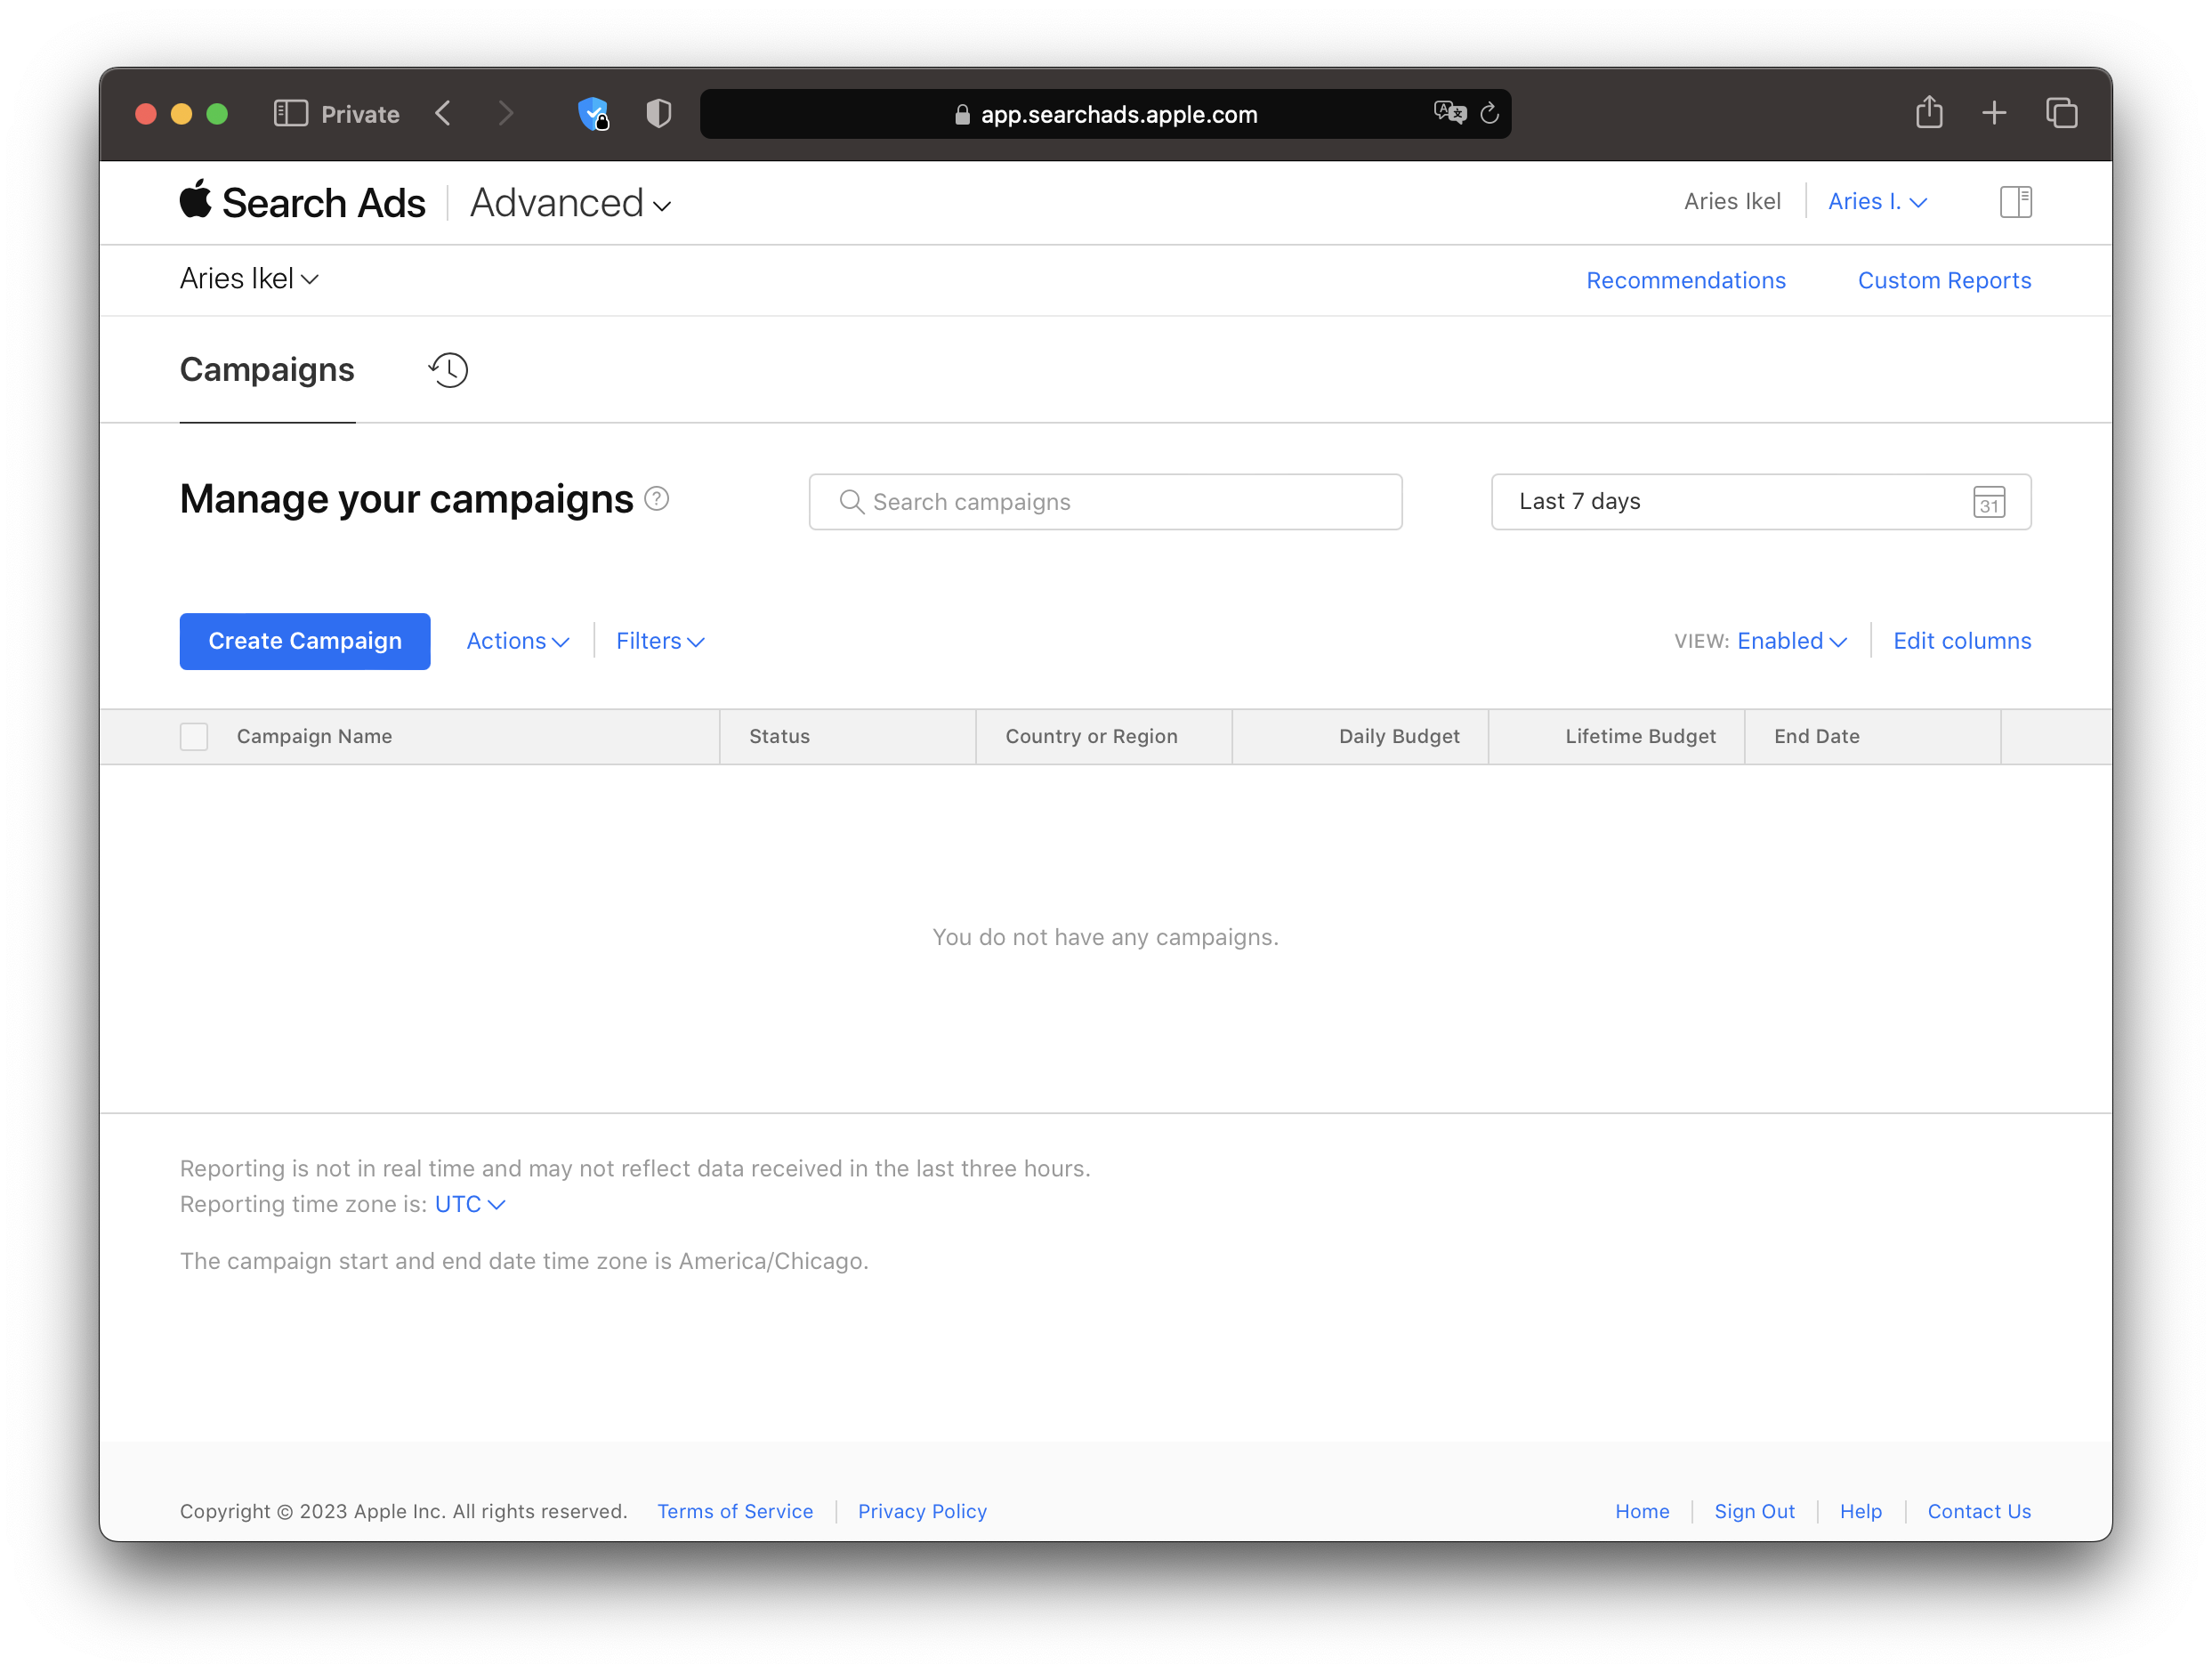 Private
app.searchads.apple.com
Search Ads Advanced
Aries Ikel Aries I.
Aries Ikel
Recommendations Custom Reports
Campaigns
Manage your campaigns ?
Search campaigns
Last 7 days
31
Create Campaign Actions Filters
VIEW: Enabled Edit columns
Campaign Name Status Country or Region Daily Budget Lifetime Budget End Date
You do not have any campaigns.
Reporting is not in real time and may not reflect data received in the last three hours.
Reporting time zone is: UTC
The campaign start and end date time zone is America/Chicago.
Copyright © 2023 Apple Inc. All rights reserved. Terms of Service Privacy Policy
Home Sign Out Help Contact Us